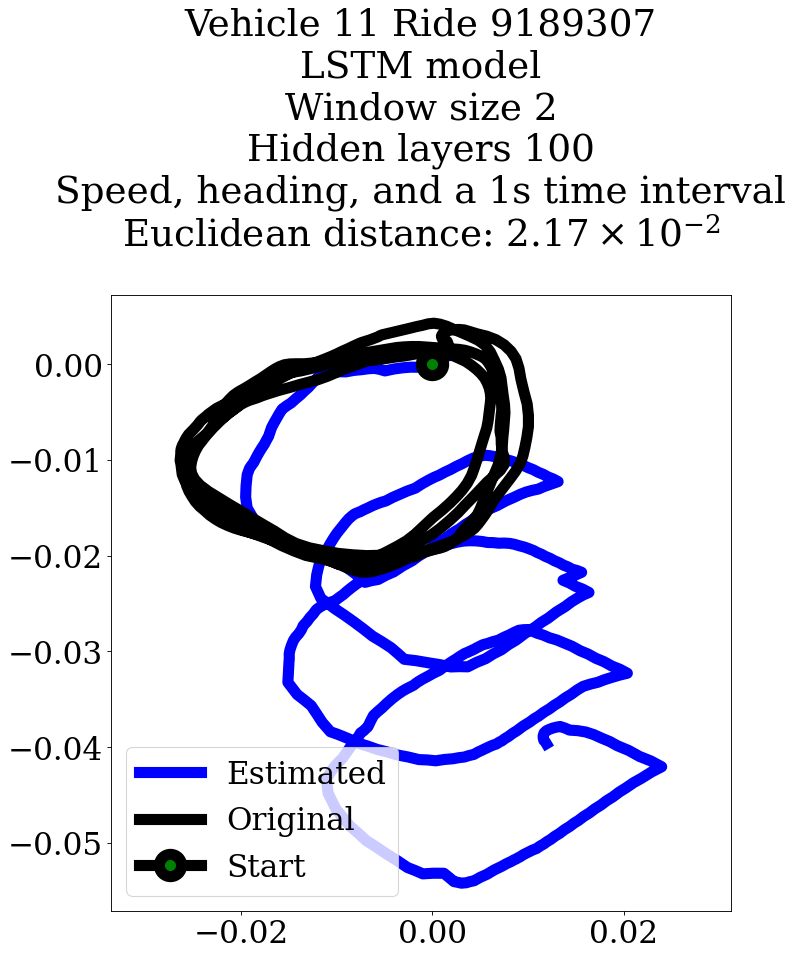 Vehicle 11 Ride 9189307
LSTM model
Window size 2
Hidden layers 100
Speed, heading, and a 1s time interval
Euclidean distance: 2.17 × 10⁻²
0.00
−0.01
−0.02
−0.03
−0.04
−0.05
Estimated
Original
Start
−0.02
0.00
0.02